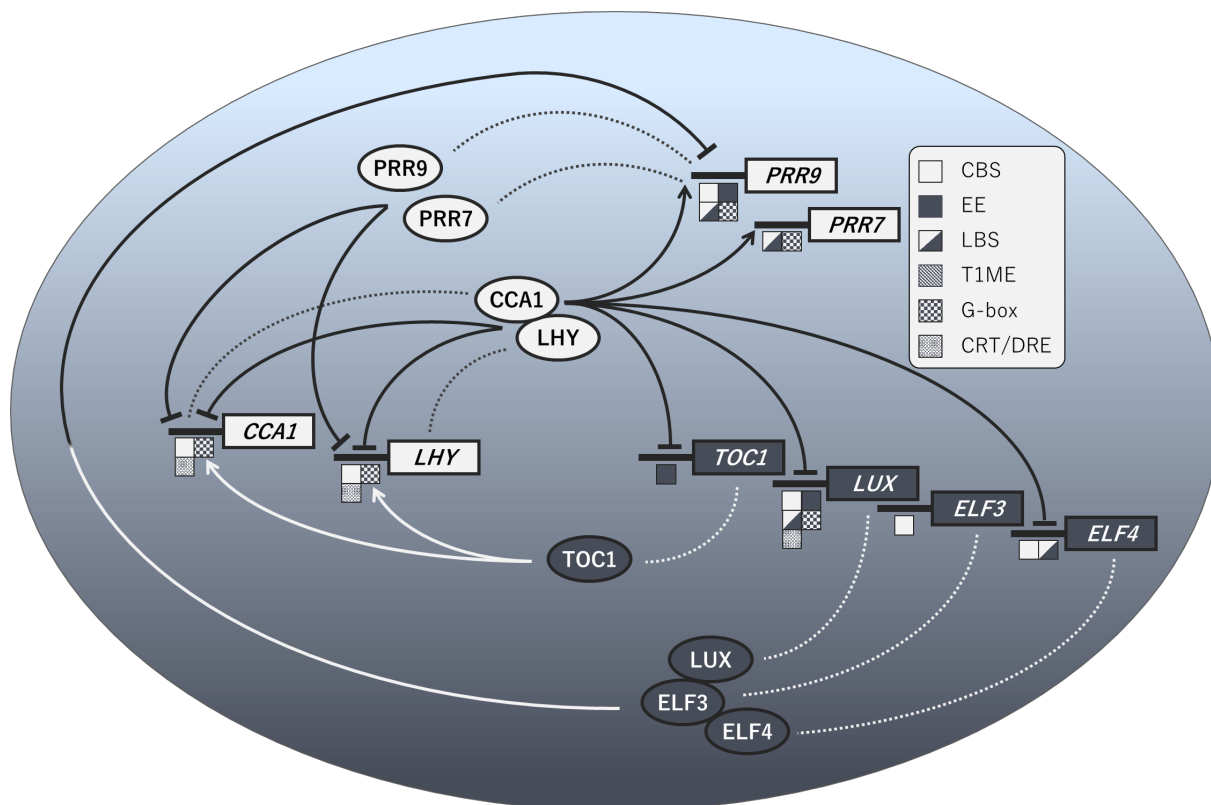 PRR9
PRR7
PRR9
PRR7
CBS
EE
LBS
T1ME
G-box
CRT/DRE
CCA1
LHY
CCA1
LHY
TOC1
LUX
ELF3
ELF4
TOC1
LUX
ELF3
ELF4